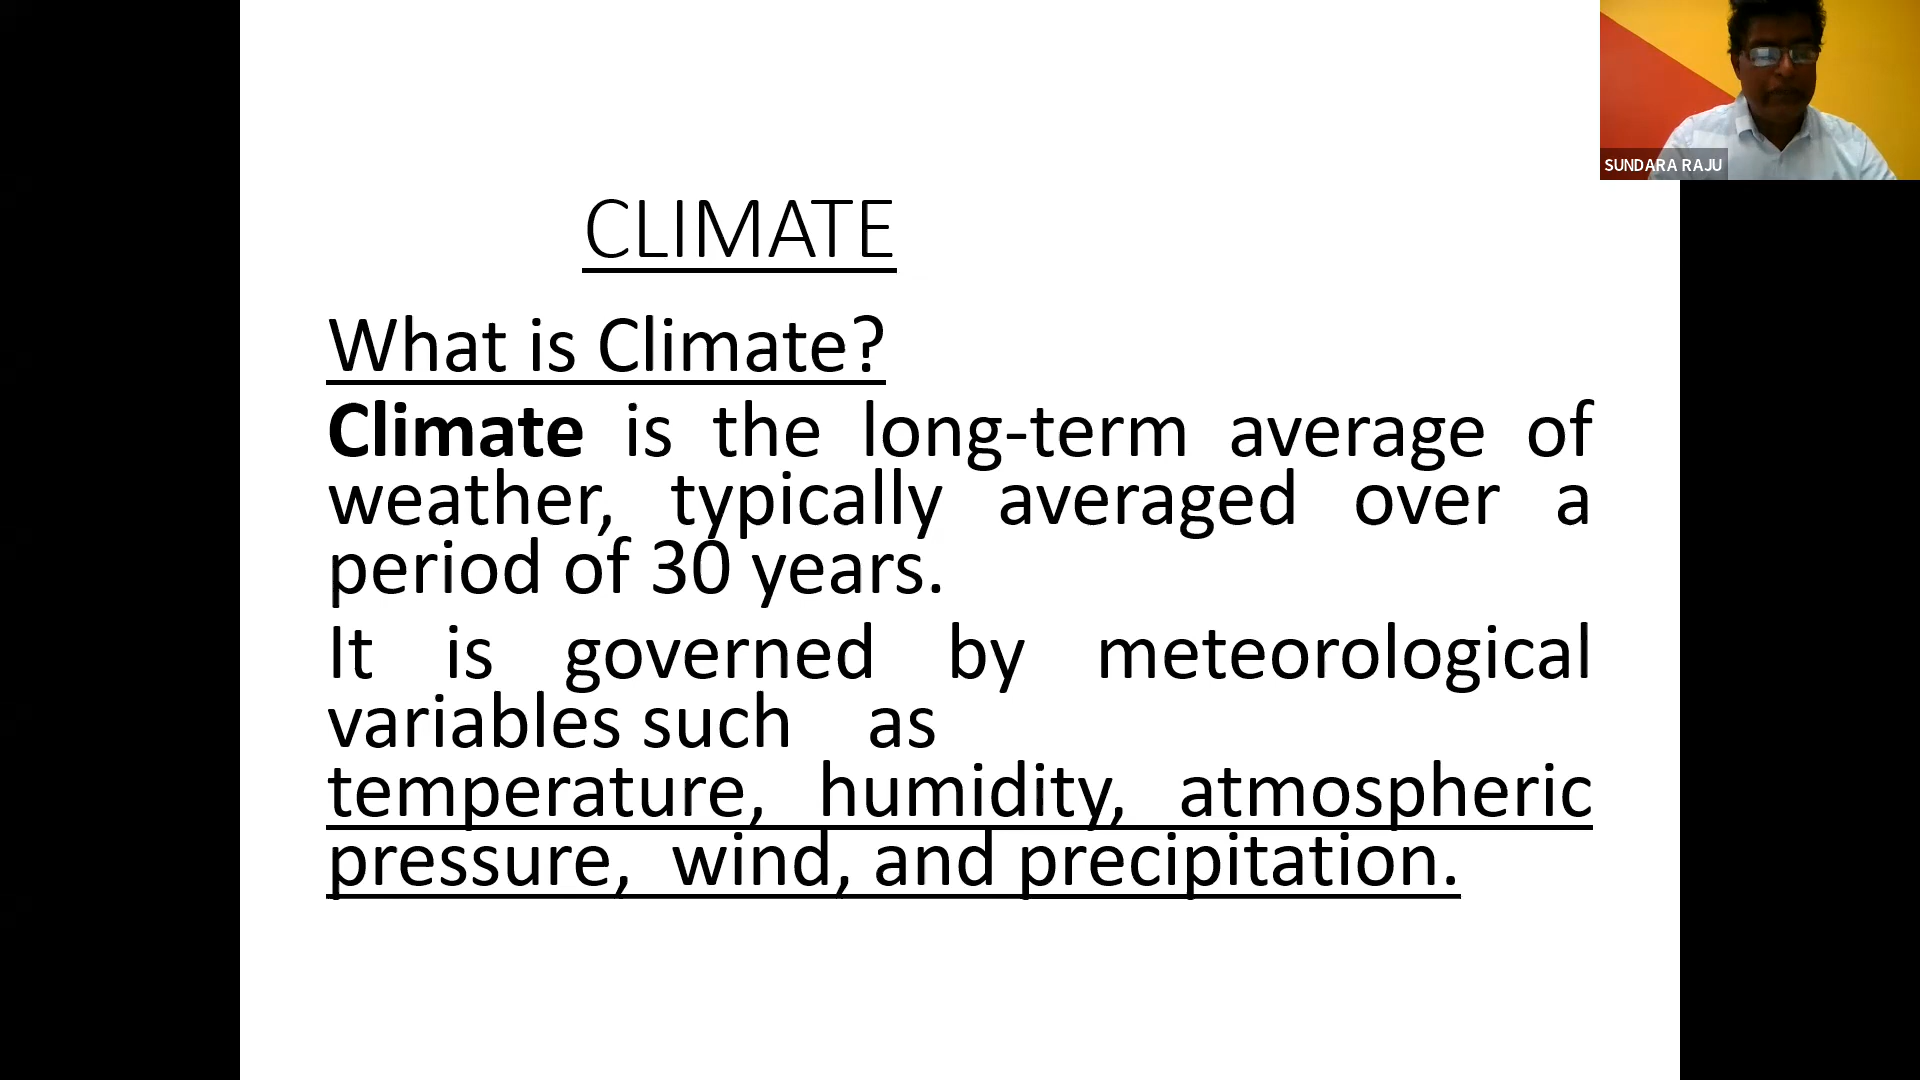 SUNDARA RAJU
CLIMATE
What is Climate?
Climate is the long-term average of
weather, typically averaged over a
period of 30 years.
It is governed by meteorological
variables such as
temperature, humidity, atmospheric
pressure, wind, and precipitation.